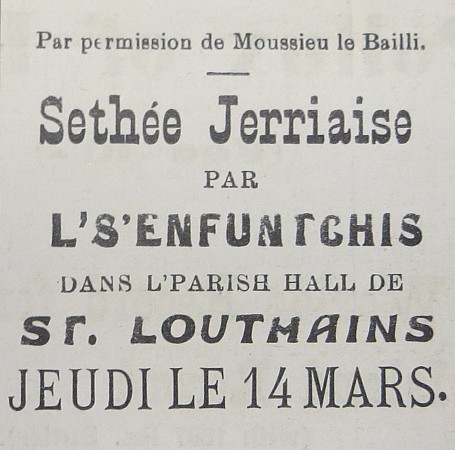 Par permission de Moussieu le Bailli.
Sethée Jerriaise
PAR
L'S'ENFUNTCHIS
DANS L'PARISH HALL DE
ST. LOUTHAINS
JEUDI LE 14 MARS.